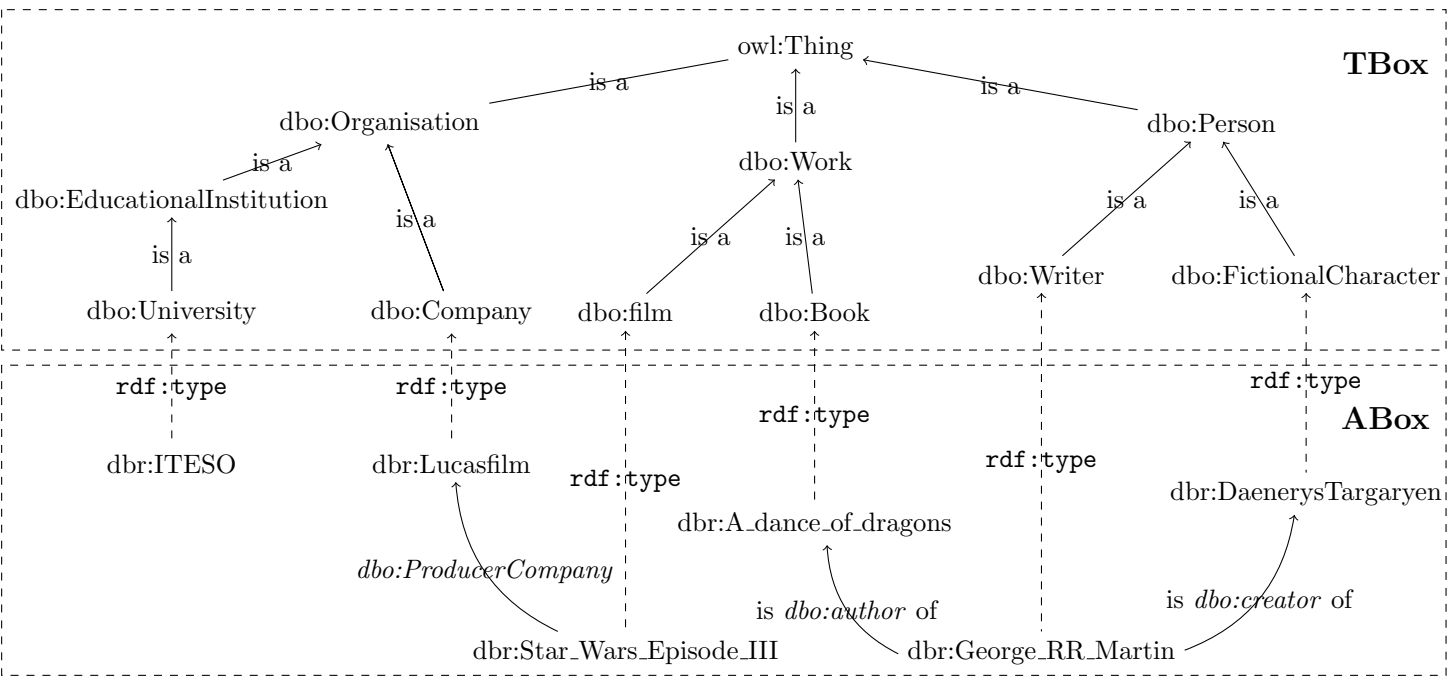 owl:Thing
TBox
is a
is a
is a
dbo:Organisation
dbo:Person
is a
dbo:Work
dbo:EducationalInstitution
is a
is a
is a
is a
is a
is a
dbo:Writer
dbo:FictionalCharacter
dbo:University
dbo:Company
dbo:film
dbo:Book
rdf:type
rdf:type
rdf:type
rdf:type
ABox
rdf:type
dbr:ITESO
dbr:Lucasfilm
rdf:type
dbr:DaenerysTargaryen
dbr:A_dance_of_dragons
dbo:ProducerCompany
is dbo:author of
is dbo:creator of
dbr:Star_Wars_Episode_III
dbr:George_RR_Martin